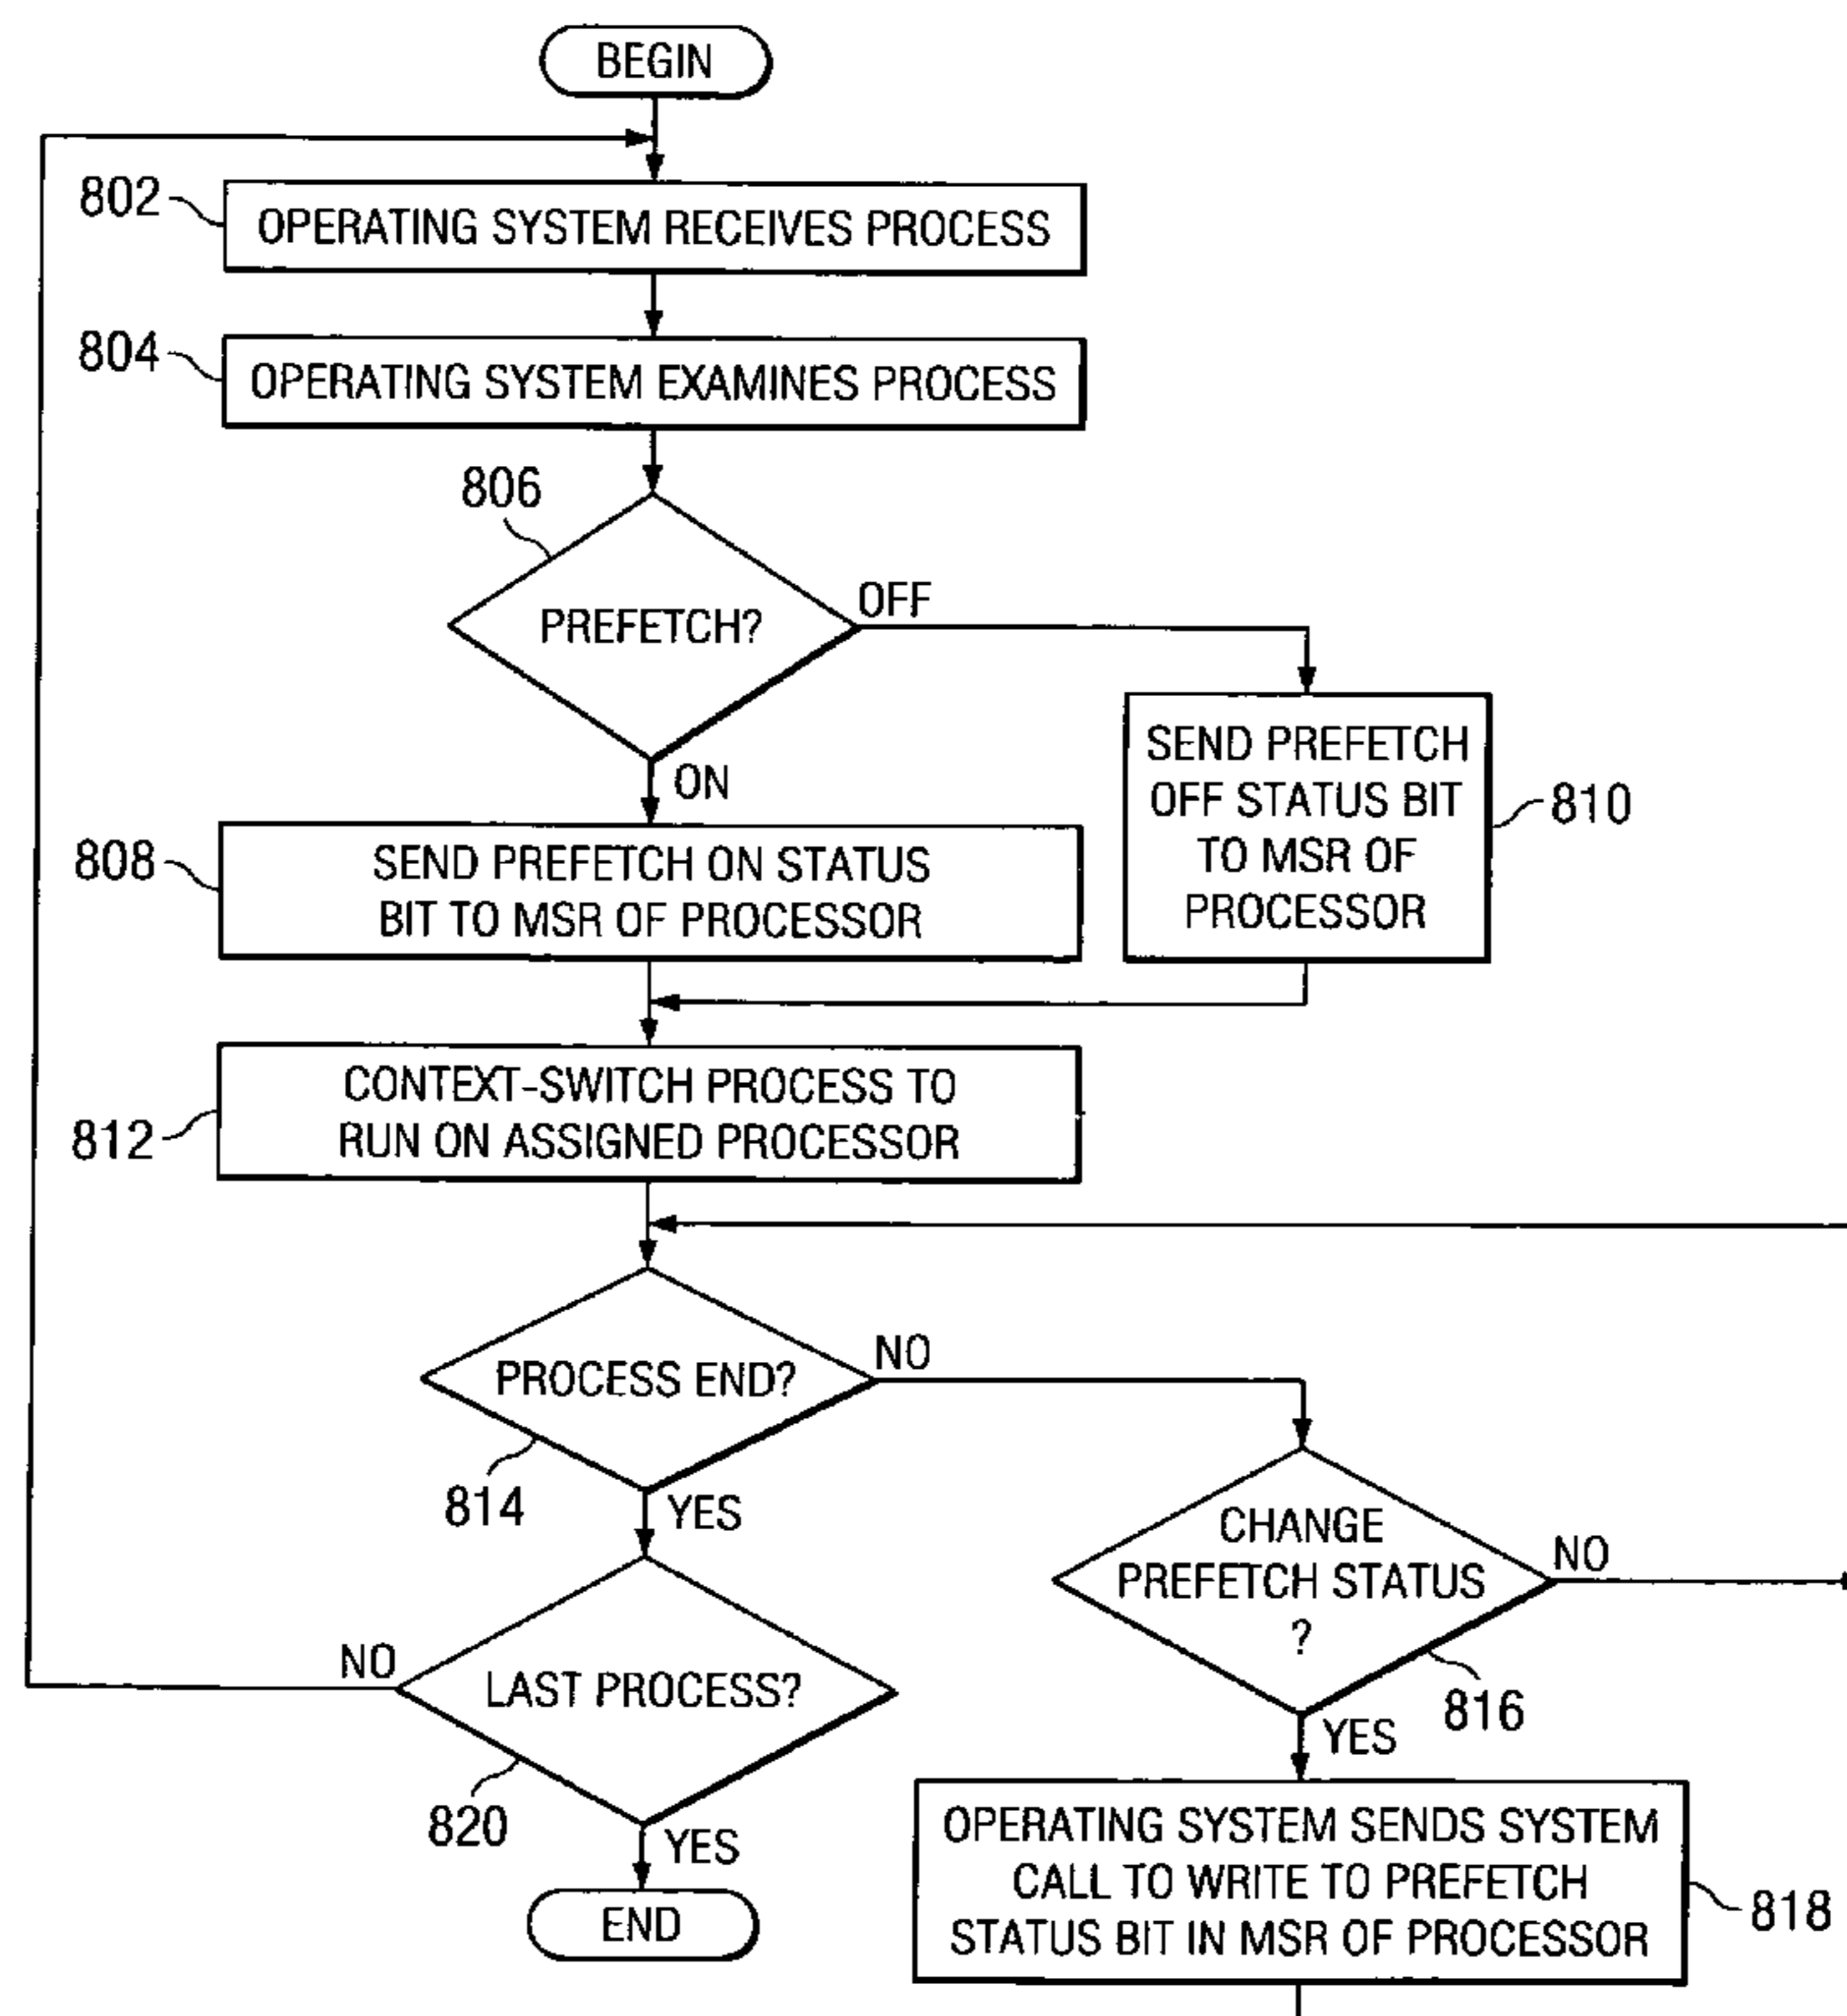 BEGIN
802
OPERATING SYSTEM RECEIVES PROCESS
804
OPERATING SYSTEM EXAMINES PROCESS
806
PREFETCH?
OFF
ON
SEND PREFETCH
OFF STATUS BIT
TO MSR OF
PROCESSOR
810
808
SEND PREFETCH ON STATUS
BIT TO MSR OF PROCESSOR
812
CONTEXT-SWITCH PROCESS TO
RUN ON ASSIGNED PROCESSOR
PROCESS END?
NO
814
YES
CHANGE
PREFETCH STATUS
?
NO
816
YES
NO
LAST PROCESS?
820
YES
END
OPERATING SYSTEM SENDS SYSTEM
CALL TO WRITE TO PREFETCH
STATUS BIT IN MSR OF PROCESSOR
818